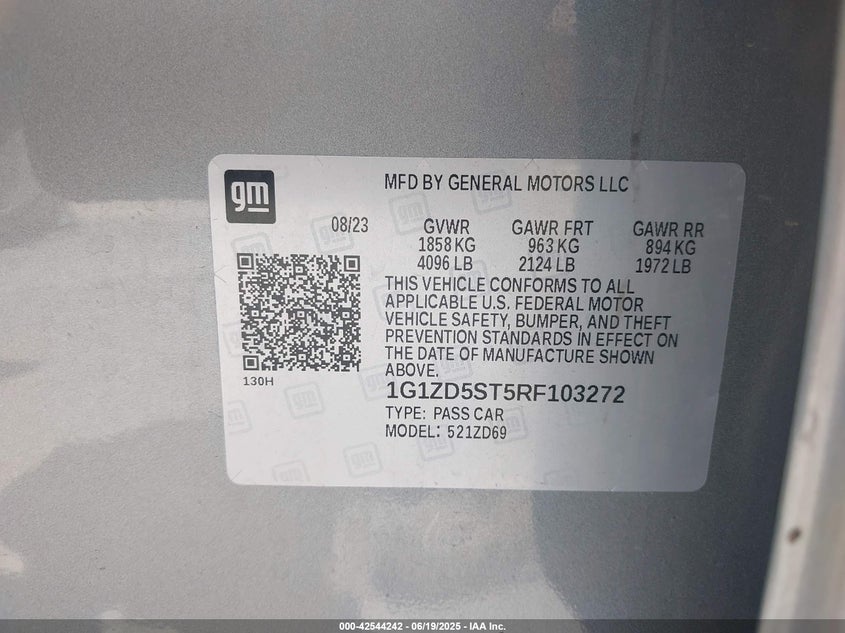 gm
MFD BY GENERAL MOTORS LLC
08/23 GVWR GAWR FRT GAWR RR
1858 KG 963 KG 894 KG
4096 LB 2124 LB 1972 LB
THIS VEHICLE CONFORMS TO ALL
APPLICABLE U.S. FEDERAL MOTOR
VEHICLE SAFETY, BUMPER, AND THEFT
PREVENTION STANDARDS IN EFFECT ON
THE DATE OF MANUFACTURE SHOWN
ABOVE.
130H
1G1ZD5ST5RF103272
TYPE: PASS CAR
MODEL: 521ZD69
000-42544242 - 06/19/2025 - IAA Inc.